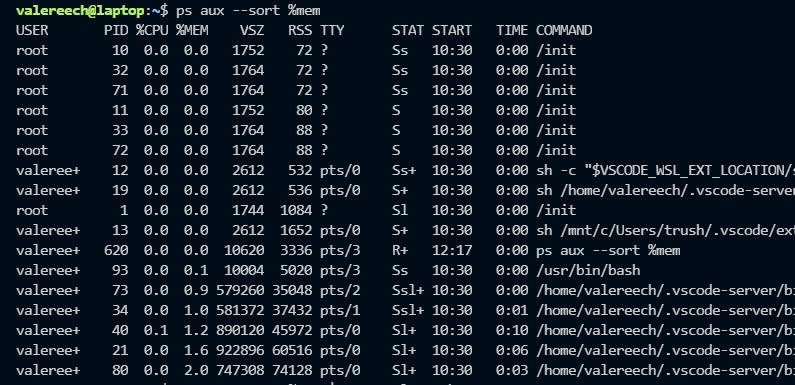 valereech@laptop:~$ ps aux --sort %mem
USER PID %CPU %MEM VSZ RSS TTY STAT START TIME COMMAND
root 10 0.0 0.0 1752 72 ? Ss 10:30 0:00 /init
root 32 0.0 0.0 1764 72 ? Ss 10:30 0:00 /init
root 71 0.0 0.0 1764 72 ? Ss 10:30 0:00 /init
root 11 0.0 0.0 1752 80 ? S 10:30 0:00 /init
root 33 0.0 0.0 1764 88 ? S 10:30 0:00 /init
root 72 0.0 0.0 1764 88 ? S 10:30 0:00 /init
valeree+ 12 0.0 0.0 2612 532 pts/0 Ss+ 10:30 0:00 sh -c "$VSCODE_WSL_EXT_LOCATION/s
valeree+ 19 0.0 0.0 2612 536 pts/0 S+ 10:30 0:00 sh /home/valereech/.vscode-server
root 1 0.0 0.0 1744 1084 ? Sl 10:30 0:00 /init
valeree+ 13 0.0 0.0 2612 1652 pts/0 S+ 10:30 0:00 sh /mnt/c/Users/trush/.vscode/ext
valeree+ 620 0.0 0.0 10620 3336 pts/3 R+ 12:17 0:00 ps aux --sort %mem
valeree+ 93 0.0 0.1 10004 5020 pts/3 Ss 10:30 0:00 /usr/bin/bash
valeree+ 73 0.0 0.9 579260 35048 pts/2 Ssl+ 10:30 0:00 /home/valereech/.vscode-server/bi
valeree+ 34 0.0 1.0 581372 37432 pts/1 Ssl+ 10:30 0:01 /home/valereech/.vscode-server/bi
valeree+ 40 0.1 1.2 890120 45972 pts/0 Sl+ 10:30 0:10 /home/valereech/.vscode-server/bi
valeree+ 21 0.0 1.6 922896 60516 pts/0 Sl+ 10:30 0:06 /home/valereech/.vscode-server/bi
valeree+ 80 0.0 2.0 747308 74128 pts/0 Sl+ 10:30 0:03 /home/valereech/.vscode-server/bi